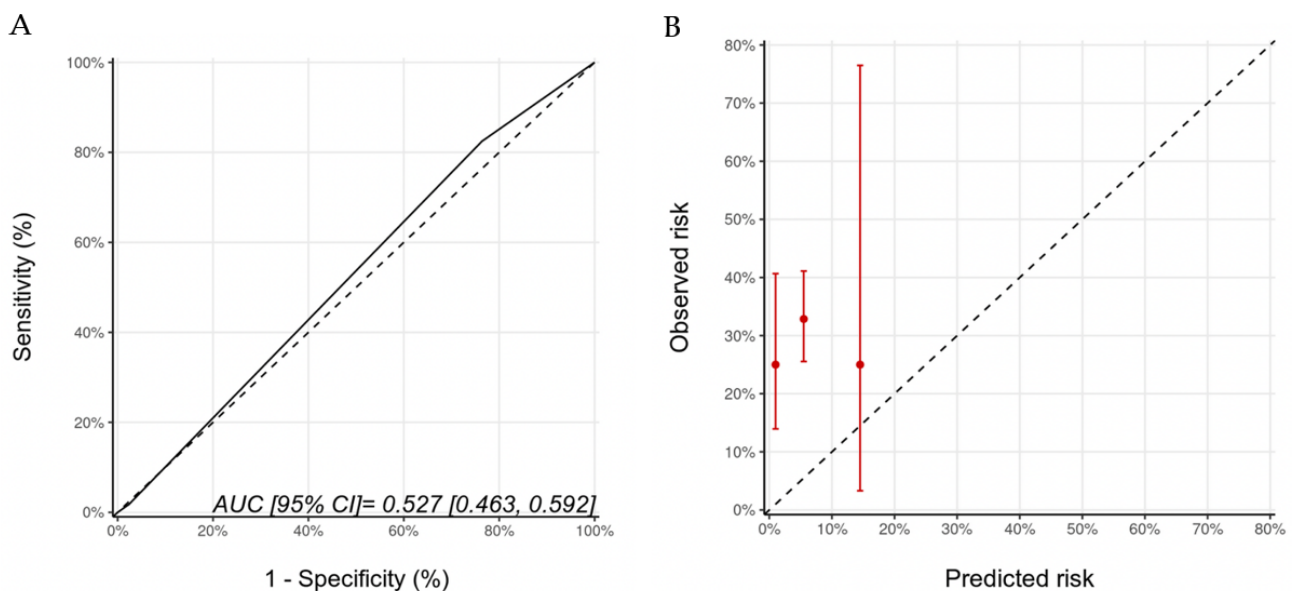 A
100%
80%
60%
40%
20%
0%
Sensitivity (%)
AUC [95% CI]= 0.527 [0.463, 0.592]
0% 20% 40% 60% 80% 100%
1 - Specificity (%)
B
80%
70%
60%
50%
40%
30%
20%
10%
0%
Observed risk
0% 10% 20% 30% 40% 50% 60% 70% 80%
Predicted risk